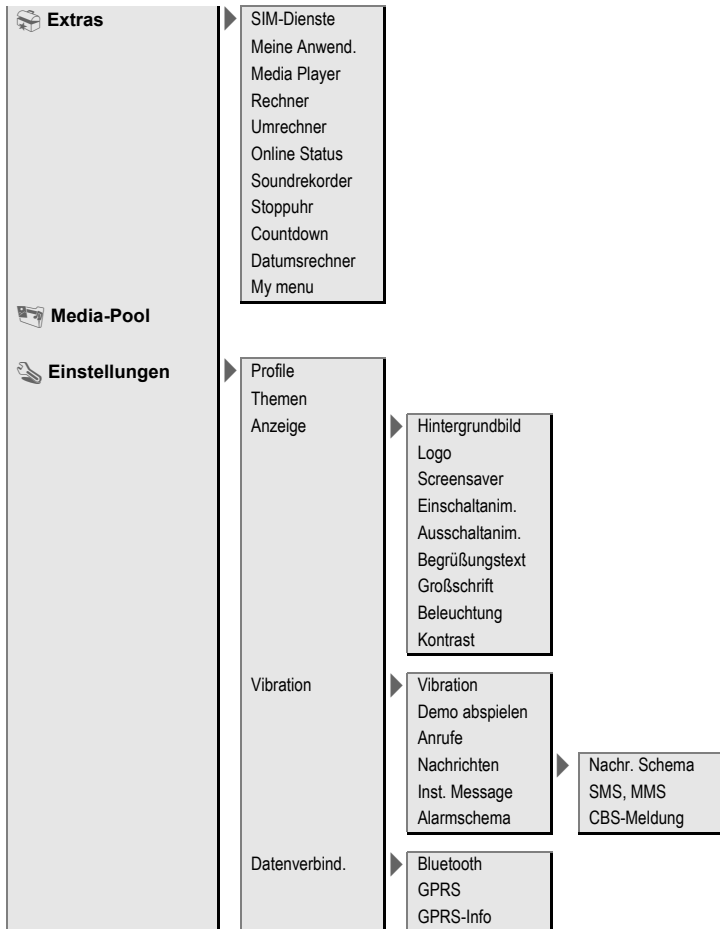 Extras
SIM-Dienste
Meine Anwend.
Media Player
Rechner
Umrechner
Online Status
Soundrekorder
Stoppuhr
Countdown
Datumsrechner
My menu
Media-Pool
Einstellungen
Profile
Themen
Anzeige
Hintergrundbild
Logo
Screensaver
Einschaltanim.
Ausschaltanim.
Begrüßungstext
Großschrift
Beleuchtung
Kontrast
Vibration
Vibration
Demo abspielen
Anrufe
Nachrichten
Nachr. Schema
SMS, MMS
CBS-Meldung
Inst. Message
Alarmschema
Datenverbind.
Bluetooth
GPRS
GPRS-Info